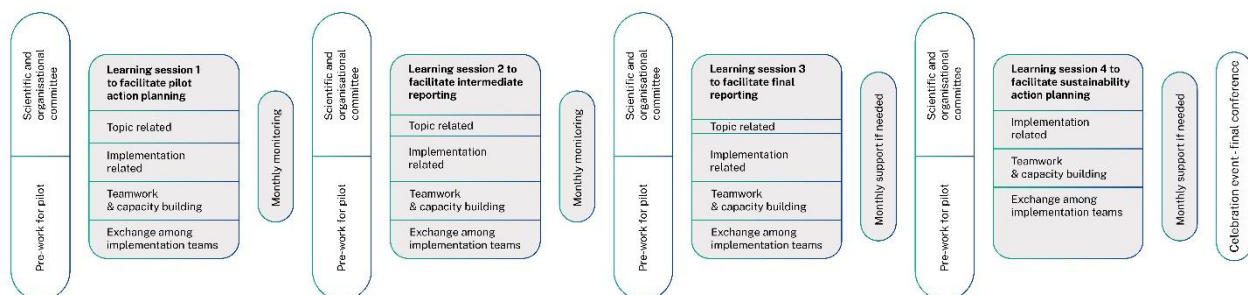 Scientific and
organisational
committee
Pre-work for pilot
Learning session 1
to facilitate pilot
action planning
Topic related
Implementation
related
Teamwork
& capacity building
Exchange among
implementation teams
Monthly monitoring
Scientific and
organisational
committee
Pre-work for pilot
Learning session 2 to
facilitate intermediate
reporting
Topic related
Implementation
related
Teamwork
& capacity building
Exchange among
implementation teams
Monthly monitoring
Scientific and
organisational
committee
Pre-work for pilot
Learning session 3
to facilitate final
reporting
Topic related
Implementation
related
Teamwork
& capacity building
Exchange among
implementation teams
Monthly support if needed
Scientific and
organisational
committee
Pre-work for pilot
Learning session 4 to
facilitate sustainability
action planning
Implementation
related
Teamwork
& capacity building
Exchange among
implementation teams
Monthly support if needed
Celebration event - final conference